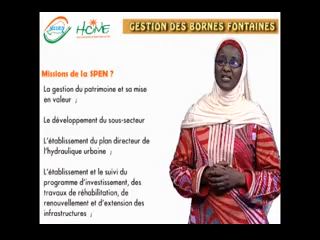 GESTION DES BORNES FONTAINES
HOME
Missions de la SPEN ?
La gestion du patrimoine et sa mise
en valeur ;
Le développement du sous-secteur
L'établissement du plan directeur de
l'hydraulique urbaine ;
L'établissement et le suivi du
programme d'investissement, des
travaux de réhabilitation, de
renouvellement et d'extension des
infrastructures ;